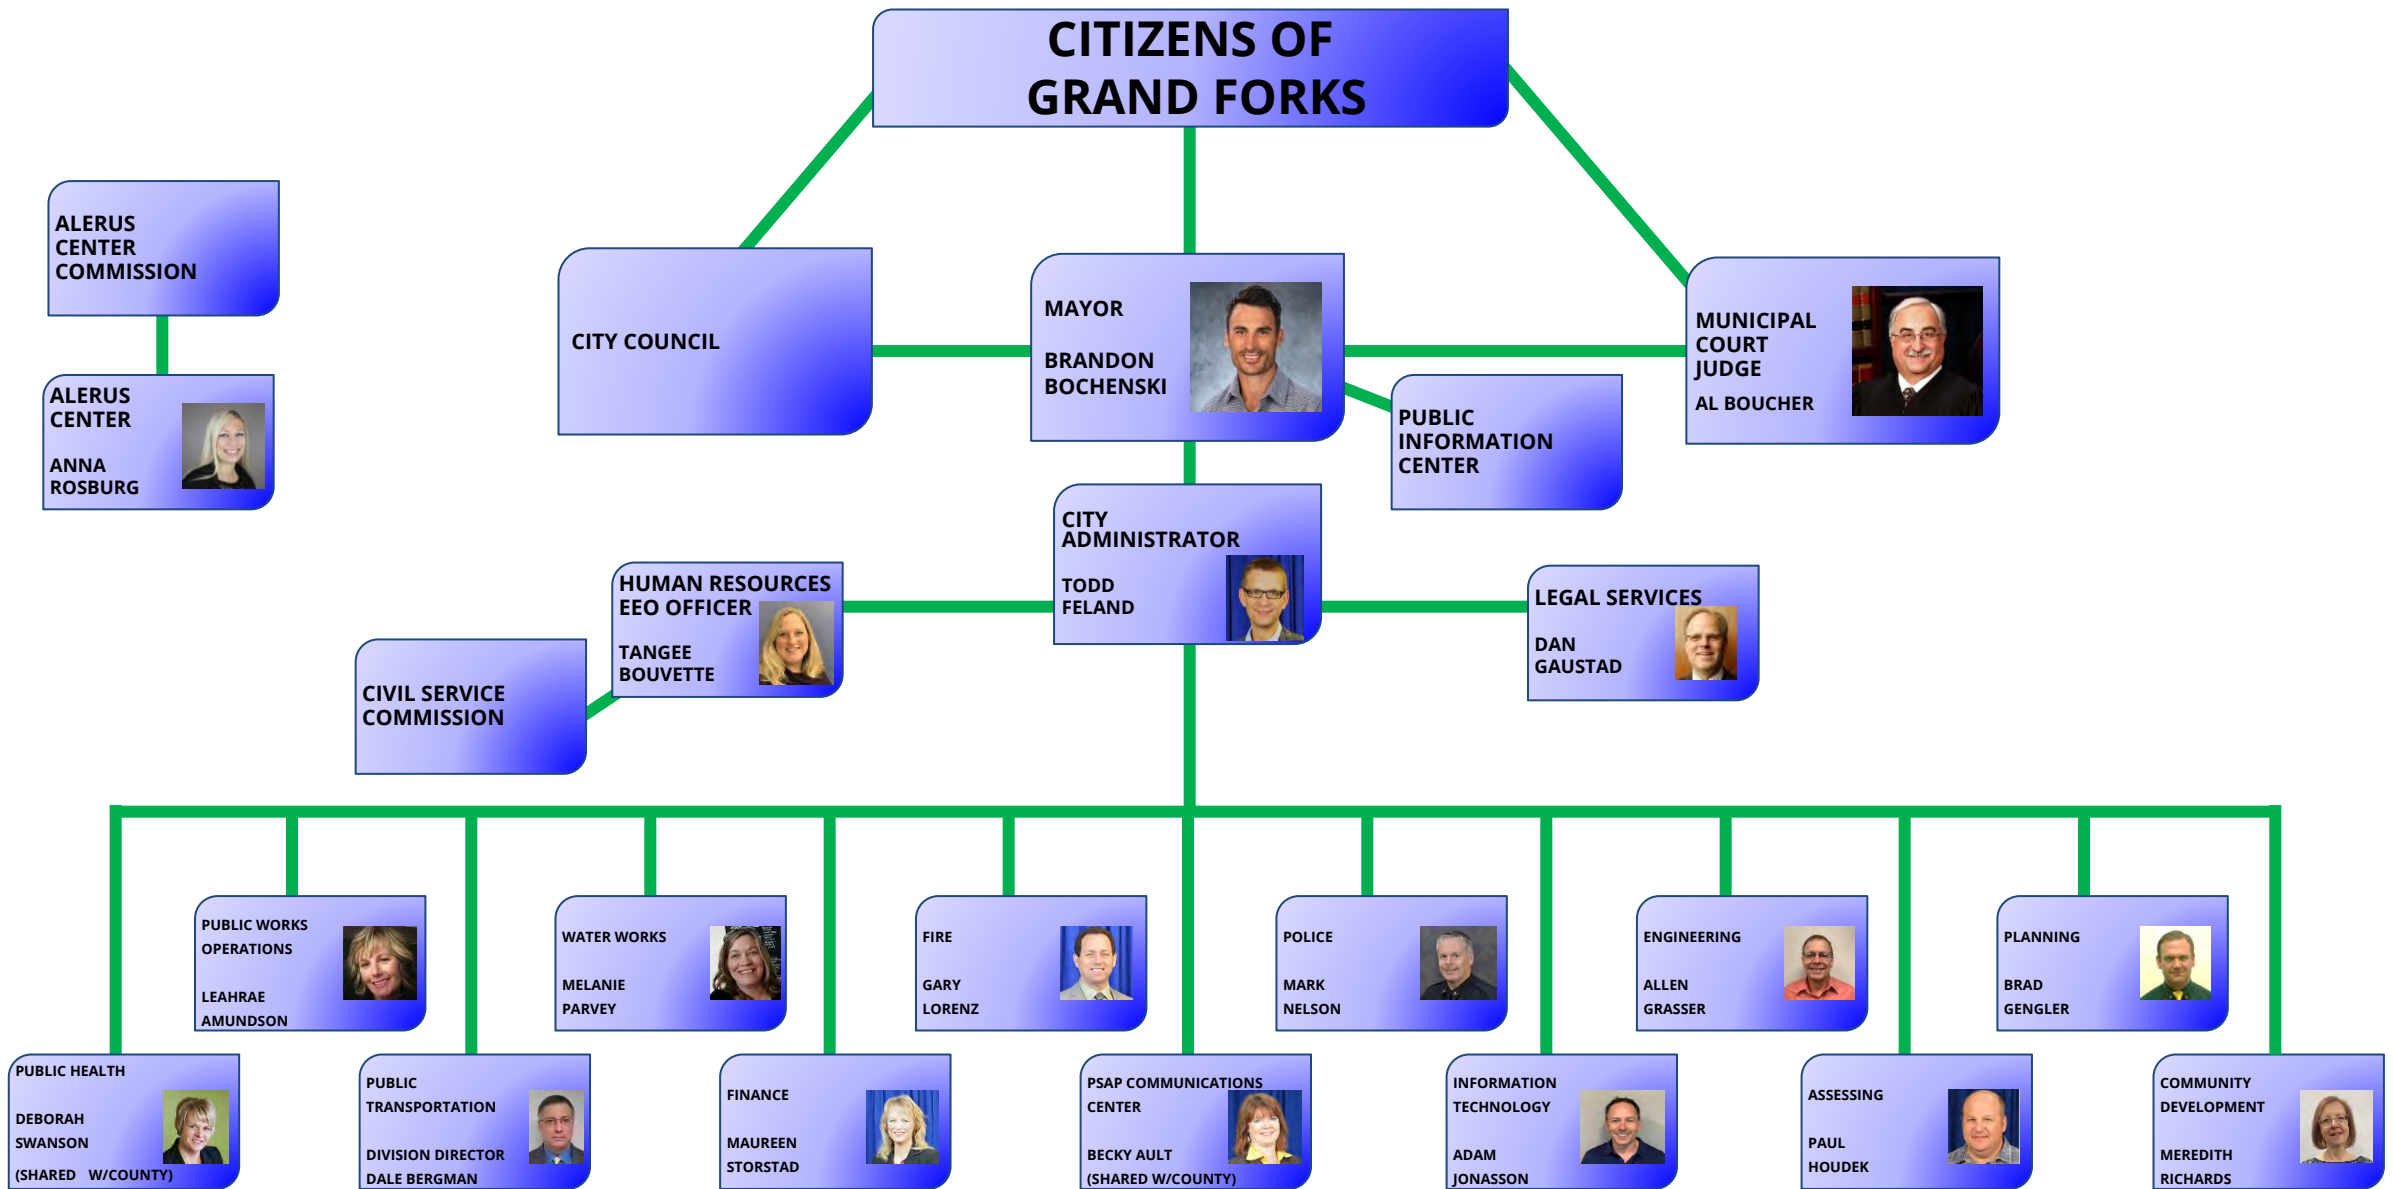 CITIZENS OF
GRAND FORKS
ALERUS
CENTER
COMMISSION
ALERUS
CENTER
ANNA
ROSBURG
CITY COUNCIL
MAYOR
BRANDON
BOCHENSKI
MUNICIPAL
COURT
JUDGE
AL BOUCHER
PUBLIC
INFORMATION
CENTER
CITY
ADMINISTRATOR
TODD
FELAND
HUMAN RESOURCES
EEO OFFICER
TANGEE
BOUVETTE
LEGAL SERVICES
DAN
GAUSTAD
CIVIL SERVICE
COMMISSION
PUBLIC WORKS
OPERATIONS
LEAHRAE
AMUNDSON
WATER WORKS
MELANIE
PARVEY
FIRE
GARY
LORENZ
POLICE
MARK
NELSON
ENGINEERING
ALLEN
GRASSER
PLANNING
BRAD
GENGLER
PUBLIC HEALTH
DEBORAH
SWANSON
(SHARED W/COUNTY)
PUBLIC
TRANSPORTATION
DIVISION DIRECTOR
DALE BERGMAN
FINANCE
MAUREEN
STORSTAD
PSAP COMMUNICATIONS
CENTER
BECKY AULT
(SHARED W/COUNTY)
INFORMATION
TECHNOLOGY
ADAM
JONASSON
ASSESSING
PAUL
HOUDEK
COMMUNITY
DEVELOPMENT
MEREDITH
RICHARDS